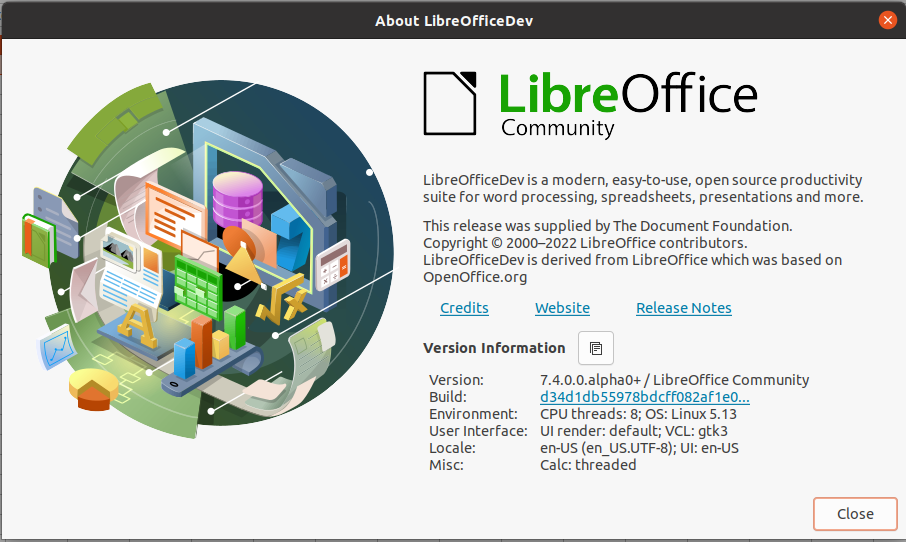 About LibreOfficeDev
LibreOffice
Community
LibreOfficeDev is a modern, easy-to-use, open source productivity
suite for word processing, spreadsheets, presentations and more.
This release was supplied by The Document Foundation.
Copyright © 2000–2022 LibreOffice contributors.
LibreOfficeDev is derived from LibreOffice which was based on
OpenOffice.org
Credits Website Release Notes
Version Information
Version: 7.4.0.0.alpha0+ / LibreOffice Community
Build: d34d1db55978bdcff082af1e0...
Environment: CPU threads: 8; OS: Linux 5.13
User Interface: UI render: default; VCL: gtk3
Locale: en-US (en_US.UTF-8); UI: en-US
Misc: Calc: threaded
Close